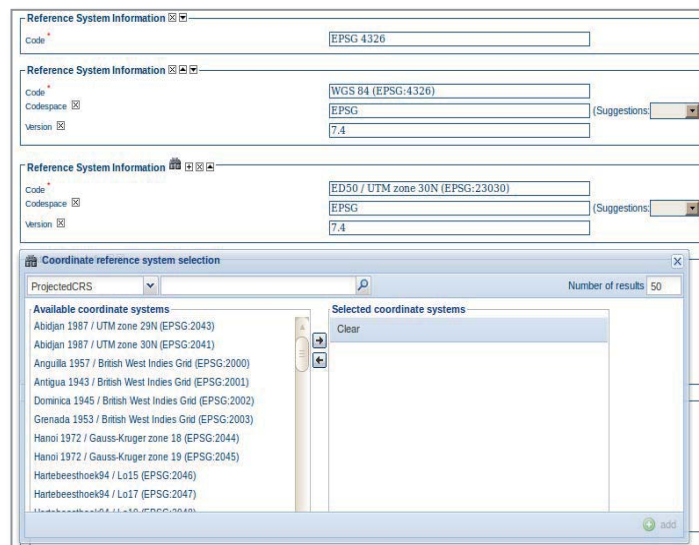 Reference System Information
Code *
EPSG 4326
Reference System Information
Code *
WGS 84 (EPSG:4326)
Codespace
EPSG
(Suggestions:
Version
7.4
Reference System Information
Code *
ED50 / UTM zone 30N (EPSG:23030)
Codespace
EPSG
(Suggestions:
Version
7.4
Coordinate reference system selection
ProjectedCRS
Number of results 50
Available coordinate systems
Selected coordinate systems
Abidjan 1987 / UTM zone 29N (EPSG:2043)
Clear
Abidjan 1987 / UTM zone 30N (EPSG:2041)
Anguilla 1957 / British West Indies Grid (EPSG:2000)
Antigua 1943 / British West Indies Grid (EPSG:2001)
Dominica 1945 / British West Indies Grid (EPSG:2002)
Grenada 1953 / British West Indies Grid (EPSG:2003)
Hanoi 1972 / Gauss-Kruger zone 18 (EPSG:2044)
Hanoi 1972 / Gauss-Kruger zone 19 (EPSG:2045)
Hartebeesthoek94 / Lo15 (EPSG:2046)
Hartebeesthoek94 / Lo17 (EPSG:2047)
add